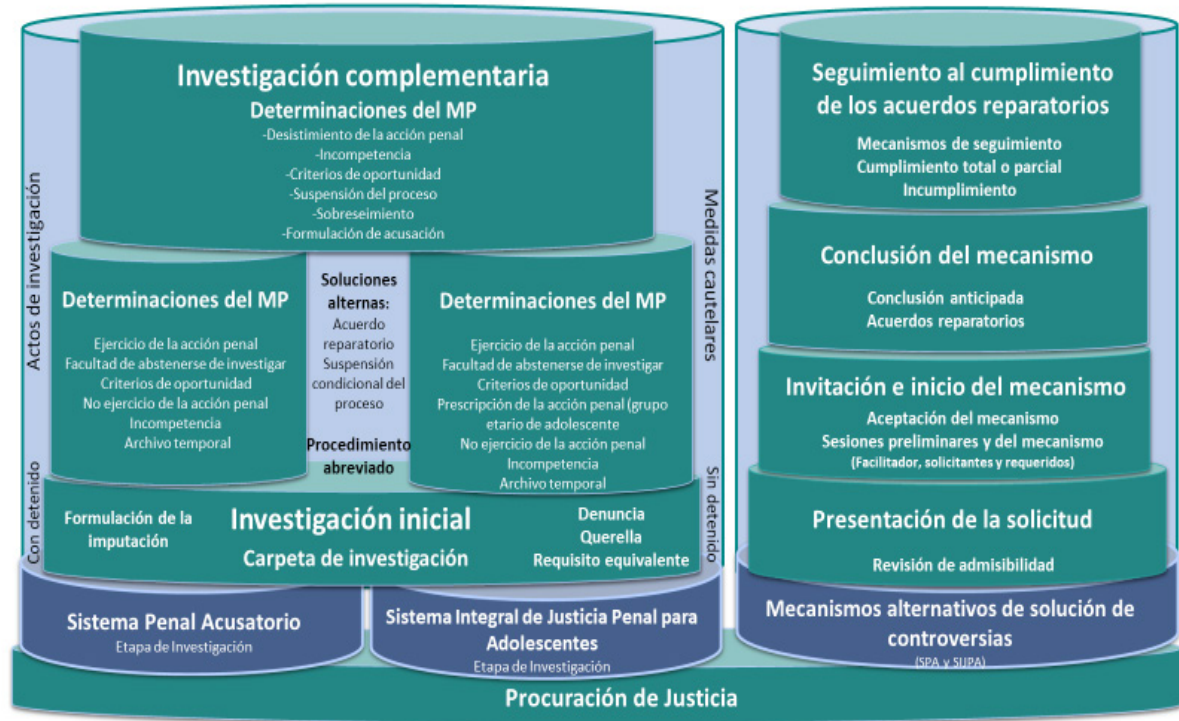 Investigación complementaria
Determinaciones del MP
-Desistimiento de la acción penal
-Incompetencia
-Criterios de oportunidad
-Suspensión del proceso
-Sobreseimiento
-Formulación de acusación
Actos de investigación
Medidas cautelares
Determinaciones del MP
Ejercicio de la acción penal
Facultad de abstenerse de investigar
Criterios de oportunidad
No ejercicio de la acción penal
Incompetencia
Archivo temporal
Soluciones
alternas:
Acuerdo
reparatorio
Suspensión
condicional del
proceso
Procedimiento
abreviado
Determinaciones del MP
Ejercicio de la acción penal
Facultad de abstenerse de investigar
Criterios de oportunidad
Prescripción de la acción penal (grupo
etario de adolescente
No ejercicio de la acción penal
Incompetencia
Archivo temporal
Con detenido
Sin detenido
Formulación de la
imputación
Investigación inicial
Carpeta de investigación
Denuncia
Querella
Requisito equivalente
Sistema Penal Acusatorio
Etapa de Investigación
Sistema Integral de Justicia Penal para
Adolescentes
Etapa de Investigación
Seguimiento al cumplimiento
de los acuerdos reparatorios
Mecanismos de seguimiento
Cumplimiento total o parcial
Incumplimiento
Conclusión del mecanismo
Conclusión anticipada
Acuerdos reparatorios
Invitación e inicio del mecanismo
Aceptación del mecanismo
Sesiones preliminares y del mecanismo
(Facilitador, solicitantes y requeridos)
Presentación de la solicitud
Revisión de admisibilidad
Mecanismos alternativos de solución de
controversias
(SPA y SIJPA)
Procuración de Justicia